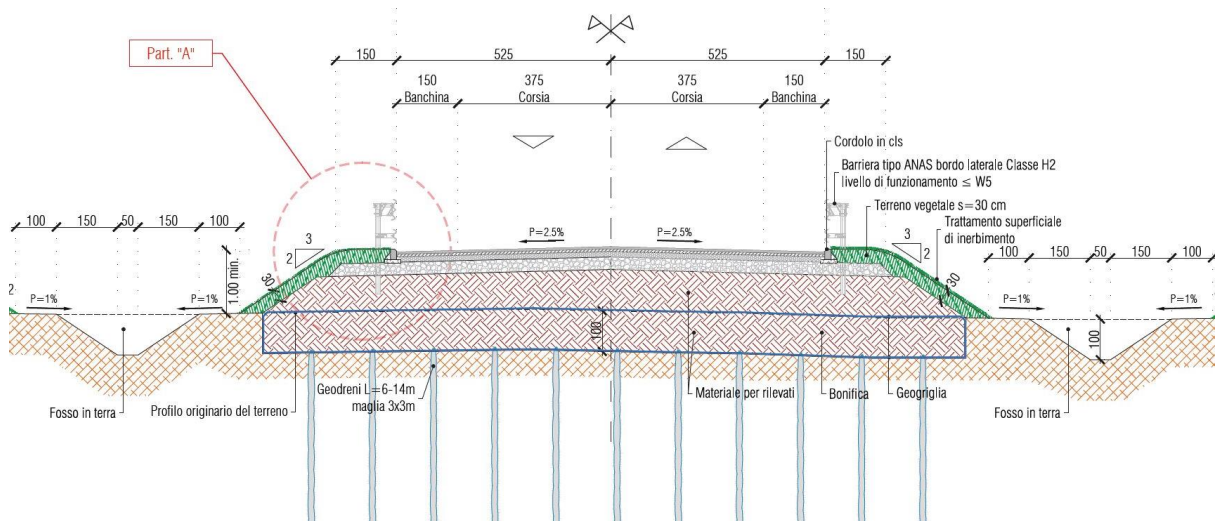 Part. "A"
150
525
525
150
150
Banchina
375
Corsia
375
Corsia
150
Banchina
Cordolo in cls
Barriera tipo ANAS bordo laterale Classe H2
livello di funzionamento ≤ W5
Terreno vegetale s=30 cm
Trattamento superficiale
di inerbimento
100
150
50
150
100
3
2
P=2.5%
P=2.5%
3
2
100
150
50
150
100
1.00 min.
30
30
2
P=1%
P=1%
P=1%
P=1%
100
100
Geodreni L=6-14m
maglia 3x3m
Fosso in terra
Profilo originario del terreno
Materiale per rilevati
Bonifica
Geogriglia
Fosso in terra